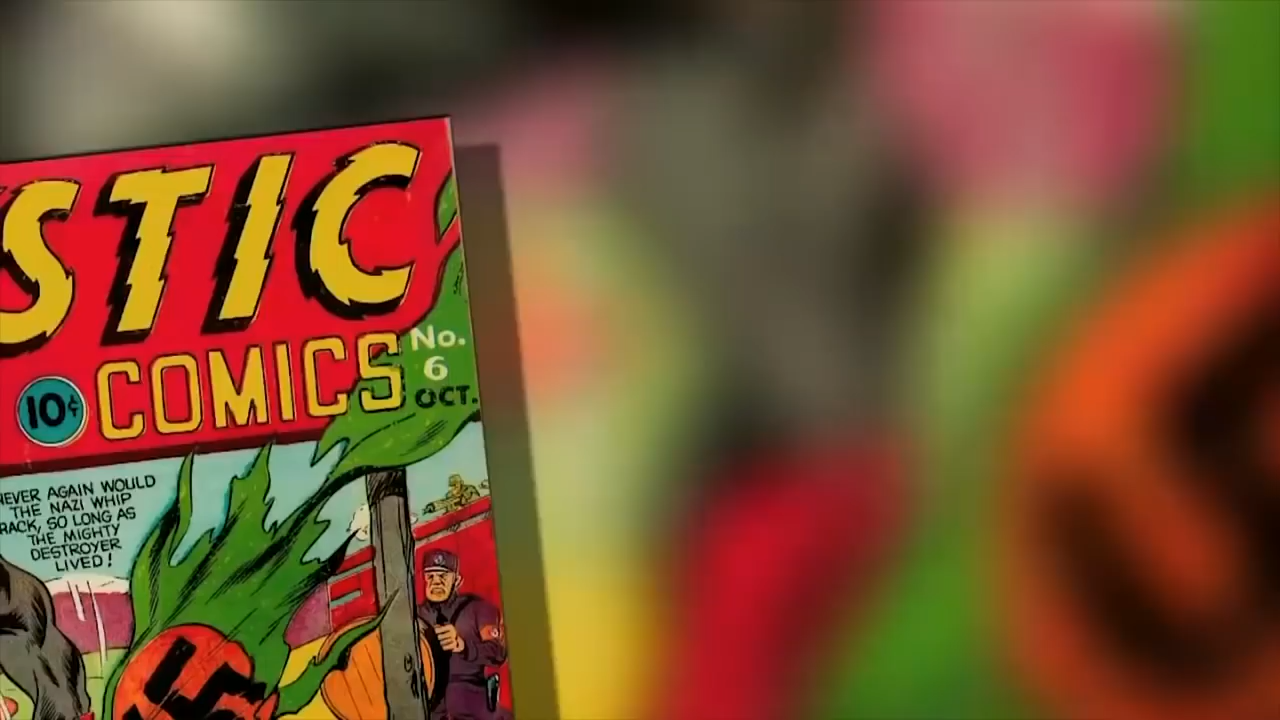 STIC
COMICS
No.
6
OCT.
10¢
NEVER AGAIN WOULD
THE NAZI WHIP
RACK, SO LONG AS
THE MIGHTY
DESTROYER
LIVED!